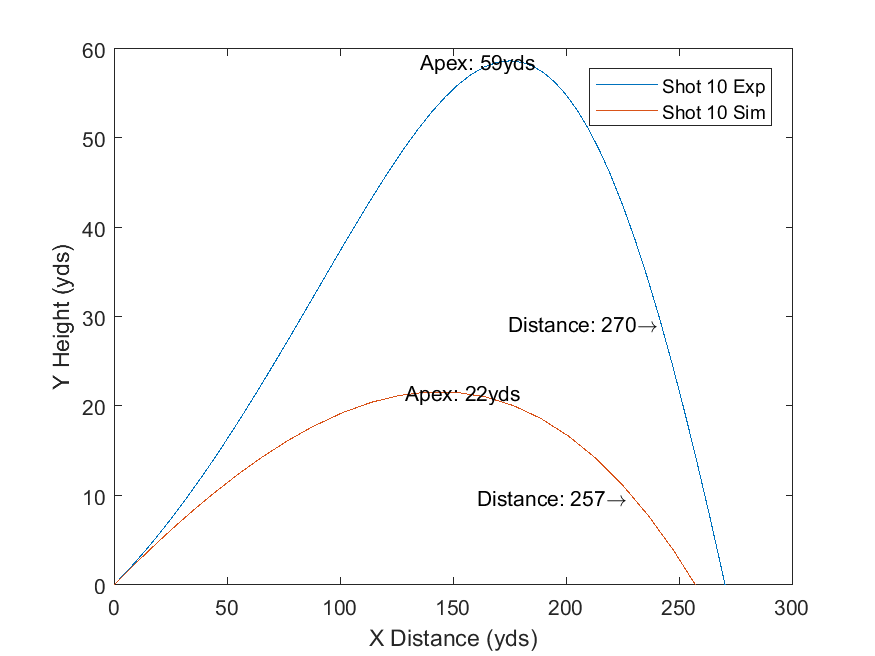 60
Apex: 59yds
Shot 10 Exp
Shot 10 Sim
50
40
Y Height (yds)
Distance: 270→
30
Apex: 22yds
20
Distance: 257→
10
0
0 50 100 150 200 250 300
X Distance (yds)